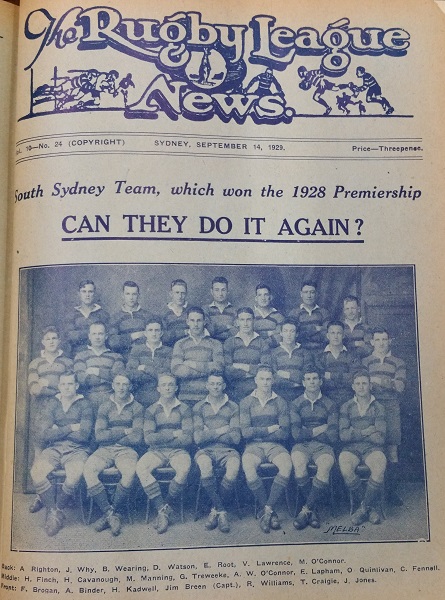 The Rugby League
News.
Vol. 10—No. 24 (COPYRIGHT) SYDNEY, SEPTEMBER 14, 1929. Price—Threepence.
South Sydney Team, which won the 1928 Premiership
CAN THEY DO IT AGAIN?
"MELBA"
Back: A Righton, J, Why, B. Wearing, D. Watson, E. Root, V. Lawrence, M. O'Connor.
Middle: H. Finch, H, Cavanough, M. Manning, G. Treweeke, A. W. O'Connor, E. Lapham, O Quinlivan, C. Fennell.
Front: F. Brogan, A. Binder, H. Kadwell, Jim Breen (Capt.), R, Williams, T. Craigie, J. Jones.